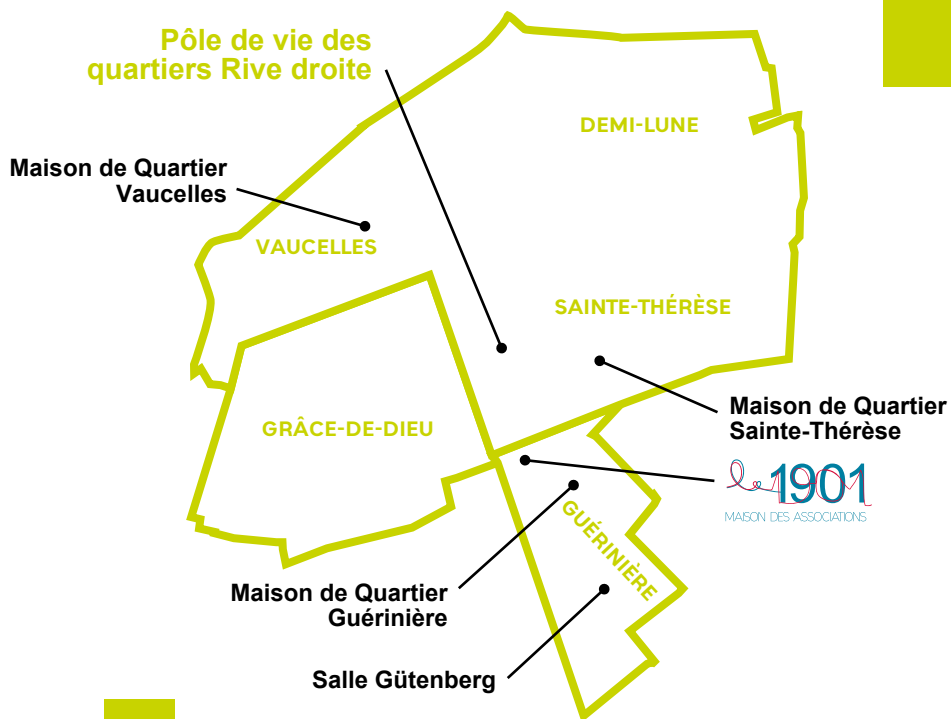 Pôle de vie des
quartiers Rive droite
DEMI-LUNE
Maison de Quartier
Vaucelles
VAUCELLES
SAINTE-THÉRÈSE
GRÂCE-DE-DIEU
Maison de Quartier
Sainte-Thérèse
le 1901
MAISON DES ASSOCIATIONS
GUÉRINIÈRE
Maison de Quartier
Guérinière
Salle Gütenberg